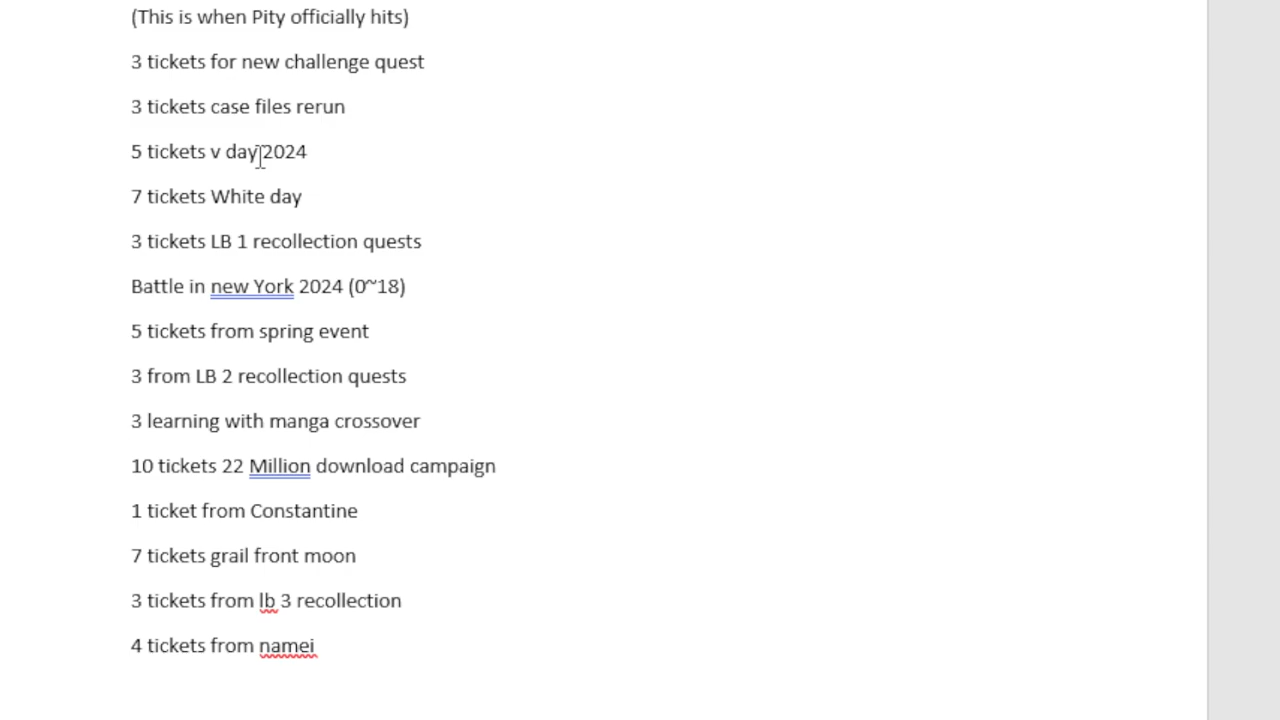 (This is when Pity officially hits)
3 tickets for new challenge quest
3 tickets case files rerun
5 tickets v day 2024
7 tickets White day
3 tickets LB 1 recollection quests
Battle in new York 2024 (0~18)
5 tickets from spring event
3 from LB 2 recollection quests
3 learning with manga crossover
10 tickets 22 Million download campaign
1 ticket from Constantine
7 tickets grail front moon
3 tickets from lb 3 recollection
4 tickets from namei